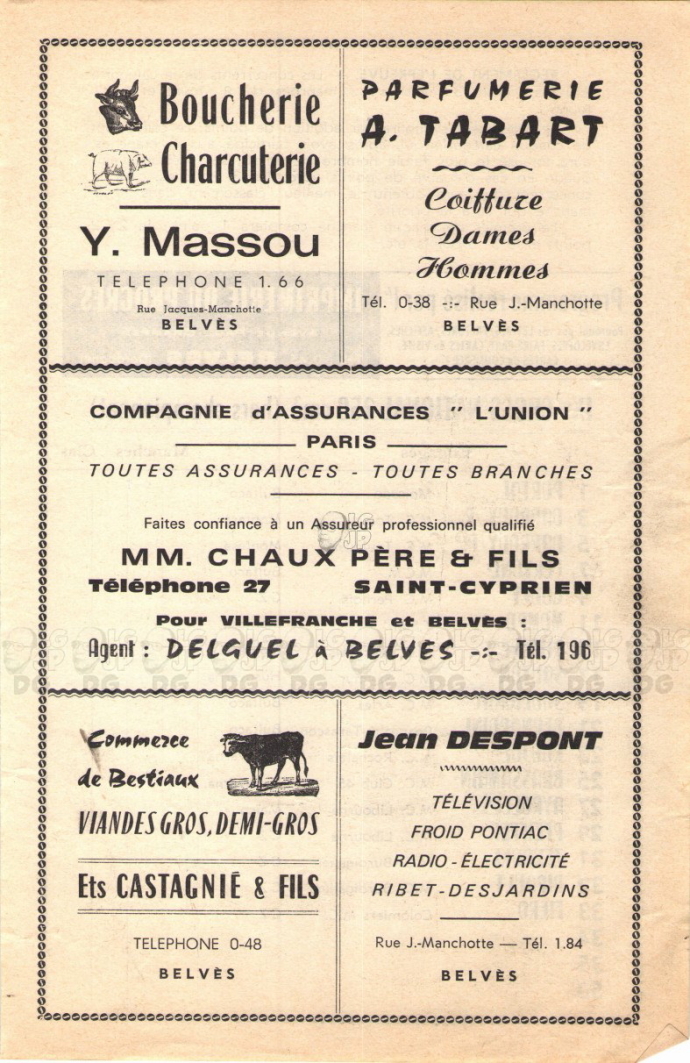 Boucherie
Charcuterie
Y. Massou
TELEPHONE 1.66
Rue Jacques-Manchotte
BELVÈS
PARFUMERIE
A. TABART
Coiffure
Dames
Hommes
Tél. 0-38 -:- Rue J.-Manchotte
BELVÈS
COMPAGNIE d'ASSURANCES " L'UNION "
PARIS
TOUTES ASSURANCES - TOUTES BRANCHES
Faites confiance à un Assureur professionnel qualifié
MM. CHAUX PÈRE & FILS
Téléphone 27 SAINT-CYPRIEN
Pour VILLEFRANCHE et BELVÈS :
Agent : DELGUEL à BELVÈS -:- Tél. 196
Commerce
de Bestiaux
VIANDES GROS, DEMI-GROS
Ets CASTAGNIÉ & FILS
TELEPHONE 0-48
BELVÈS
Jean DESPONT
TÉLÉVISION
FROID PONTIAC
RADIO - ÉLECTRICITÉ
RIBET-DESJARDINS
Rue J.-Manchotte — Tél. 1.84
BELVÈS